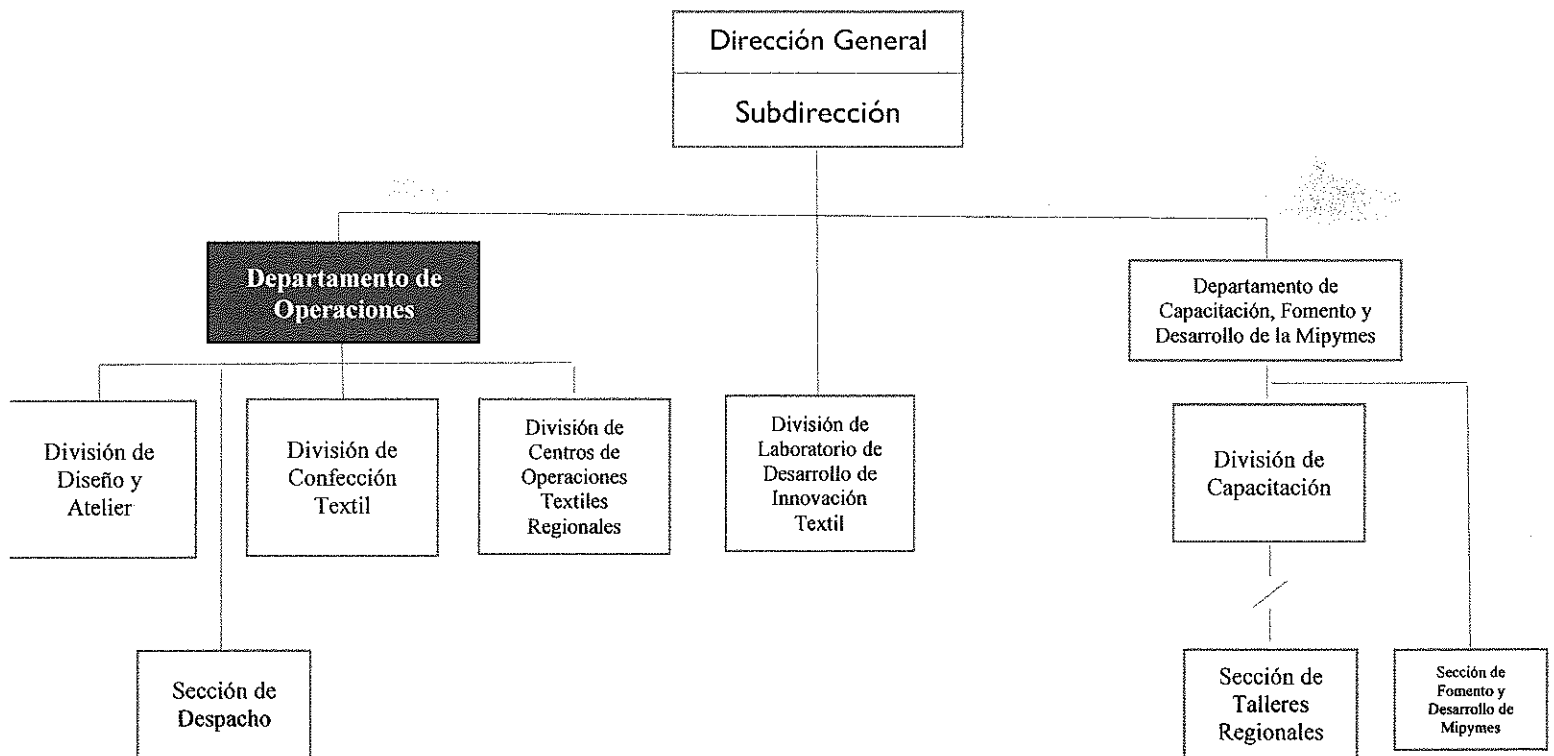 Dirección General
Subdirección
Departamento de
Operaciones
Departamento de
Capacitación, Fomento y
Desarrollo de la Mipymes
División de
Diseño y
Atelier
División de
Confección
Textil
División de
Centros de
Operaciones
Textiles
Regionales
División de
Laboratorio de
Desarrollo de
Innovación
Textil
División de
Capacitación
Sección de
Despacho
Sección de
Talleres
Regionales
Sección de
Fomento y
Desarrollo de
Mipymes